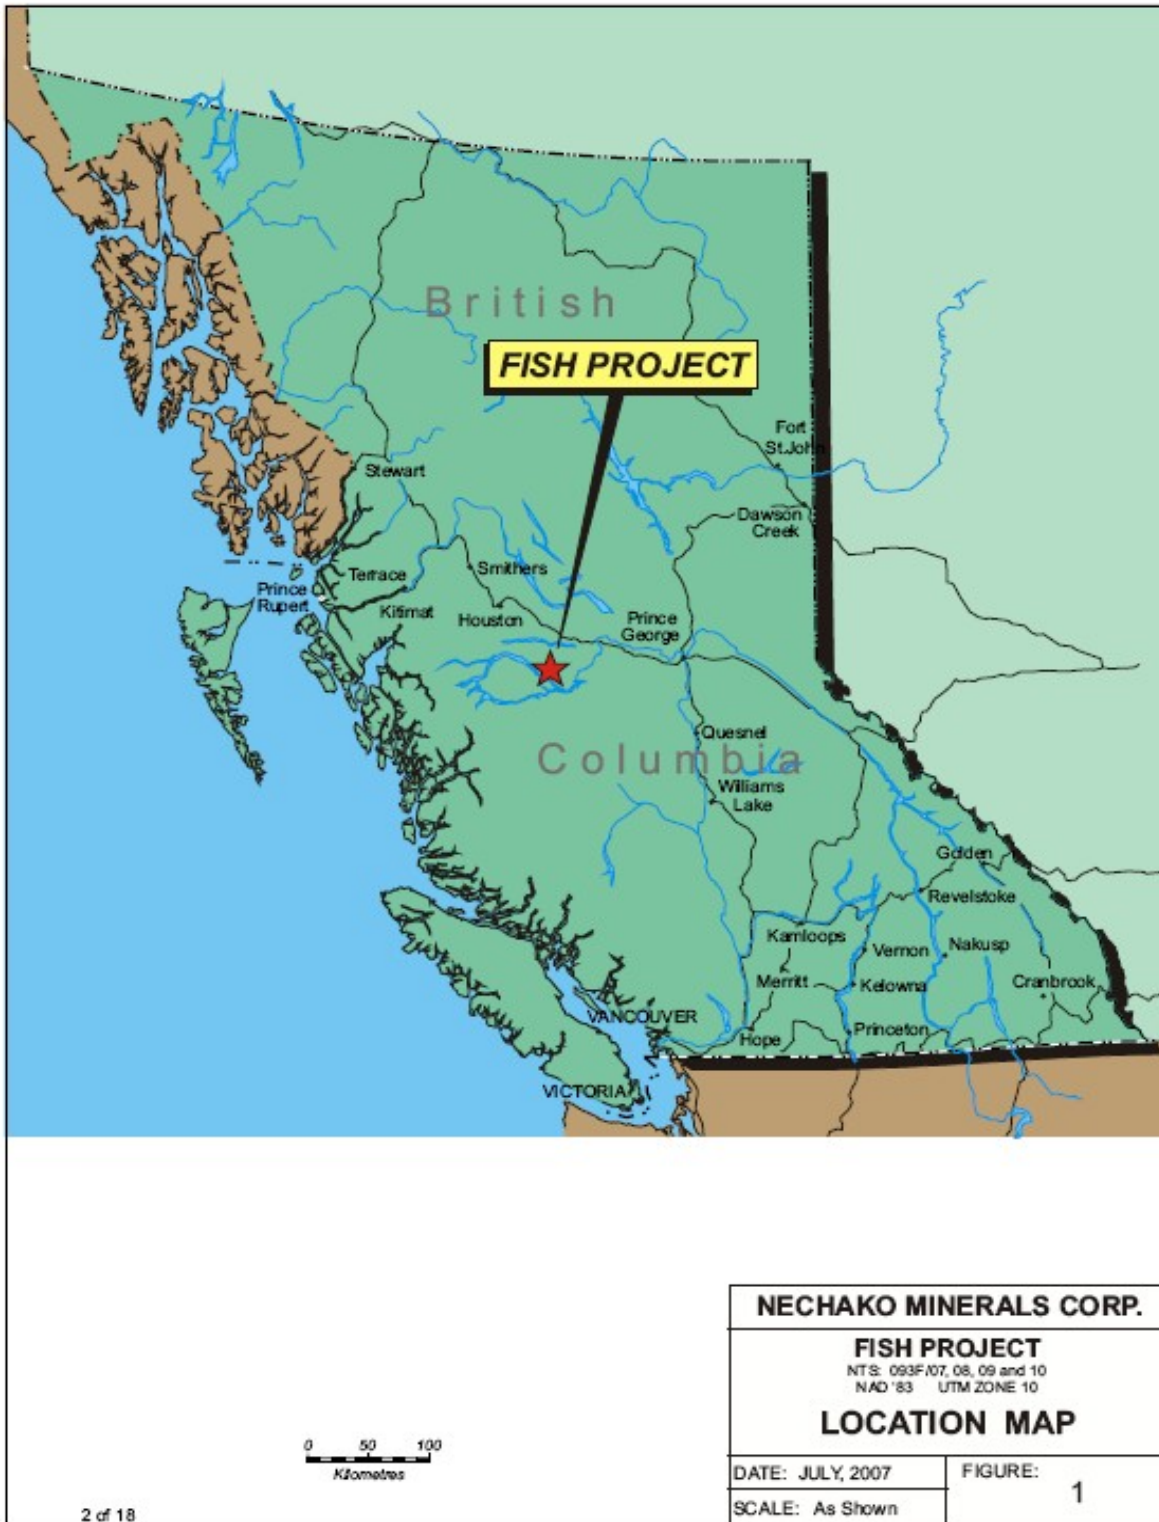 British
FISH PROJECT
Fort
St.John
Stewart
Dawson
Creek
Smithers
Terrace
Prince
Rupert
Kitimat
Houston
Prince
George
Quesnel
Columbia
Williams
Lake
Golden
Revelstoke
Kamloops
Vernon
Nakusp
Merritt
Kelowna
Cranbrook
VANCOUVER
Hope
Princeton
VICTORIA
NECHAKO MINERALS CORP.
FISH PROJECT
NTS: 093F/07, 08, 09 and 10
NAD '83 UTM ZONE 10
LOCATION MAP
0 50 100
Kilometres
DATE: JULY, 2007
FIGURE:
1
SCALE: As Shown
2 of 18